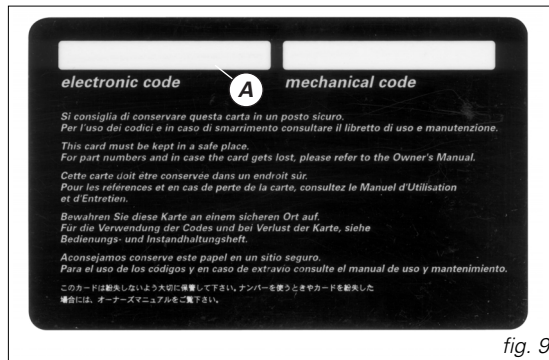 electronic code
mechanical code
A
Si consiglia di conservare questa carta in un posto sicuro.
Per l'uso dei codici e in caso di smarrimento consultare il libretto di uso e manutenzione.
This card must be kept in a safe place.
For part numbers and in case the card gets lost, please refer to the Owner's Manual.
Cette carte doit étre conservée dans un endroit sûr.
Pour les références et en cas de perte de la carte, consultez le Manuel d'Utilisation
et d'Entretien.
Bewahren Sie diese Karte an einem sicheren Ort auf.
Für die Verwendung der Codes und bei Verlust der Karte, siehe
Bedienungs- und Instandhaltungsheft.
Aconsejamos conserve este papel en un sitio seguro.
Para el uso de los códigos y en caso de extravío consulte el manual de uso y mantenimiento.
このカードは紛失しないよう大切に保管して下さい。ナンバーを使うときやカードを紛失した
場合には、オーナーズマニュアルをご覧下さい。
fig. 9